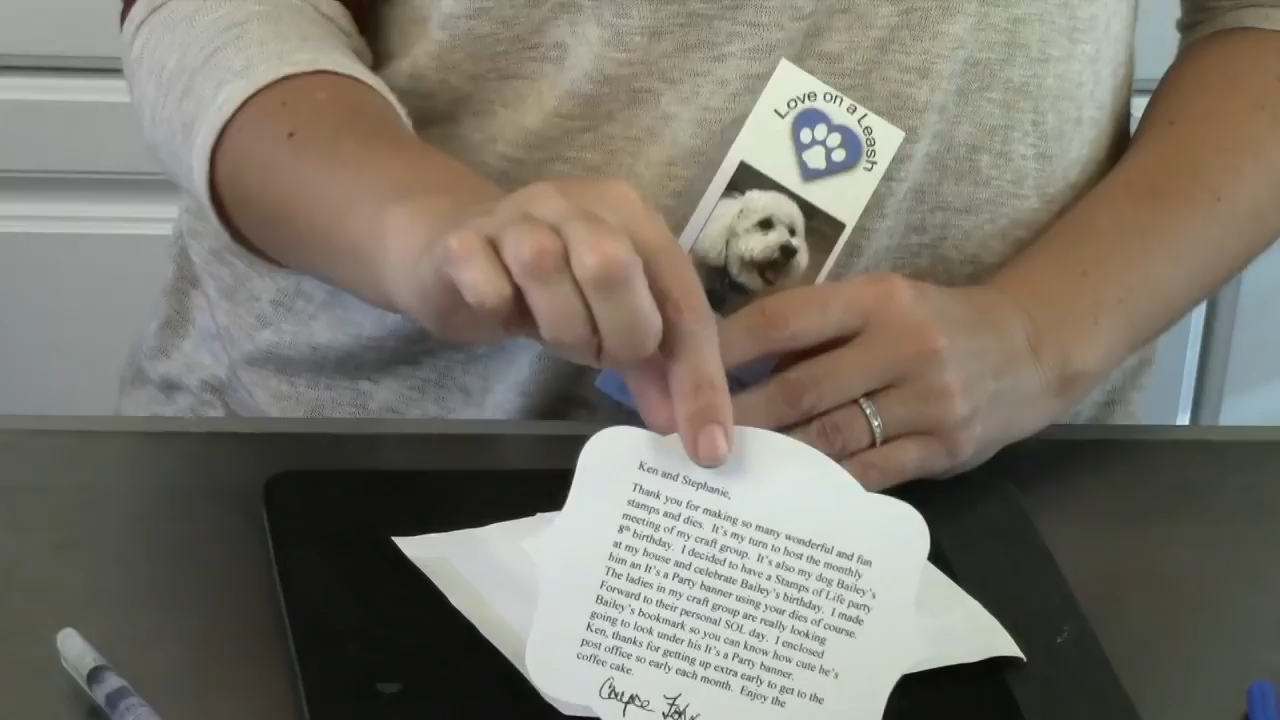 Love on a Leash
Ken and Stephanie,
Thank you for making so many wonderful and fun
stamps and dies. It's my turn to host the monthly
meeting of my craft group. It's also my dog Bailey's
8th birthday. I decided to have a Stamps of Life party
at my house and celebrate Bailey's birthday. I made
him an It's a Party banner using your dies of course.
The ladies in my craft group are really looking
Forward to their personal SOL day. I enclosed
Bailey's bookmark so you can know how cute he's
going to look under his It's a Party banner.
Ken, thanks for getting up extra early to get to the
post office so early each month. Enjoy the
coffee cake.